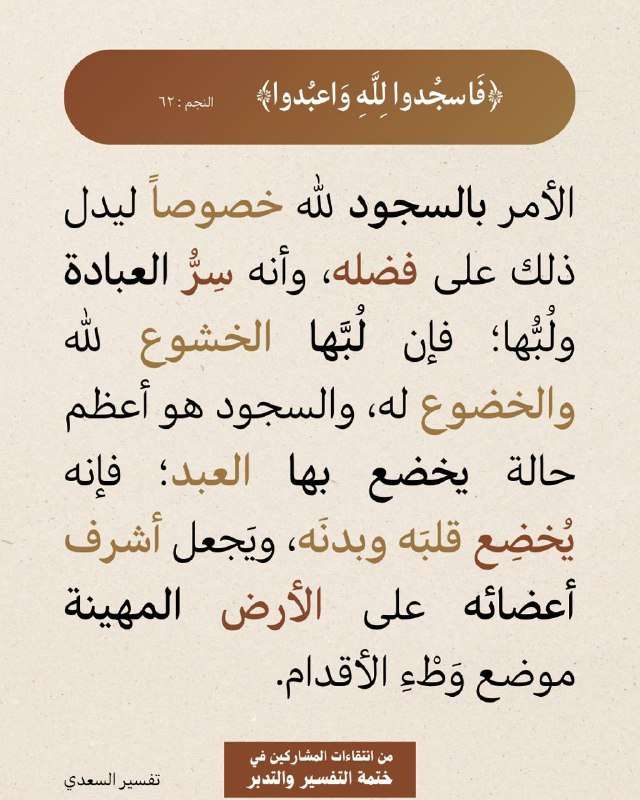 ﴿فَاسجُدوا لِلَّهِ وَاعبُدوا﴾ النجم : ٦٢
الأمر بالسجود لله خصوصاً ليدل
ذلك على فضله، وأنه سِرُّ العبادة
ولُبُّها؛ فإن لُبَّها الخشوع لله
والخضوع له، والسجود هو أعظم
حالة يخضع بها العبد؛ فإنه
يُخضِع قلبَه وبدنَه، ويَجعل أشرف
أعضائه على الأرض المهينة
موضع وَطْءِ الأقدام.
من انتقاءات المشاركين في
ختمة التفسير والتدبر
تفسير السعدي